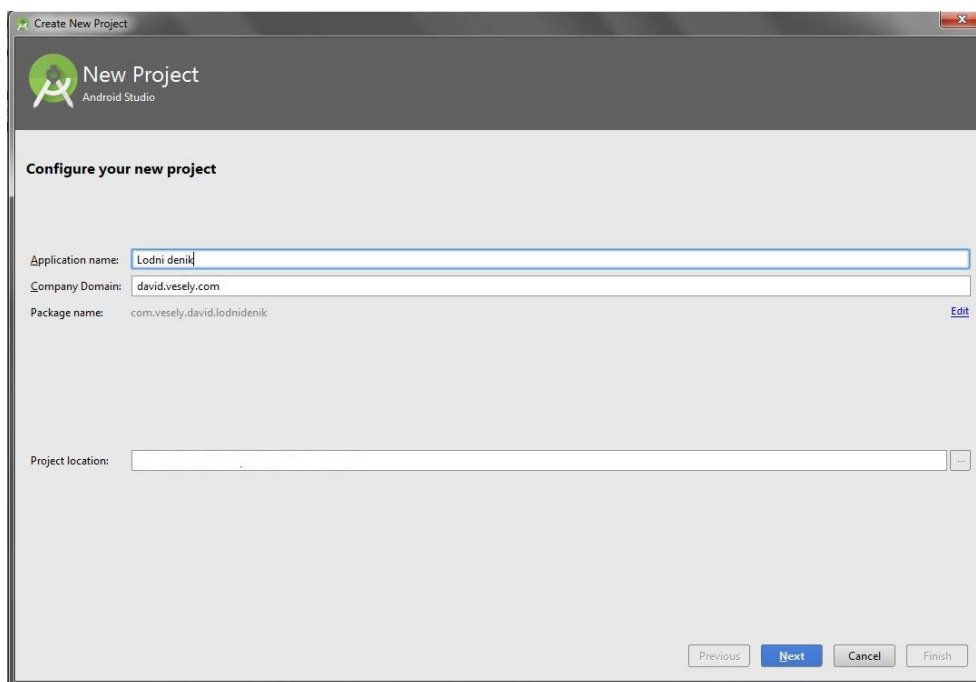 Create New Project
X
New Project
Android Studio
Configure your new project
Application name: Lodni denik
Company Domain: david.vesely.com
Package name: com.vesely.david.lodnidenik Edit
Project location: ...
Previous Next Cancel Finish